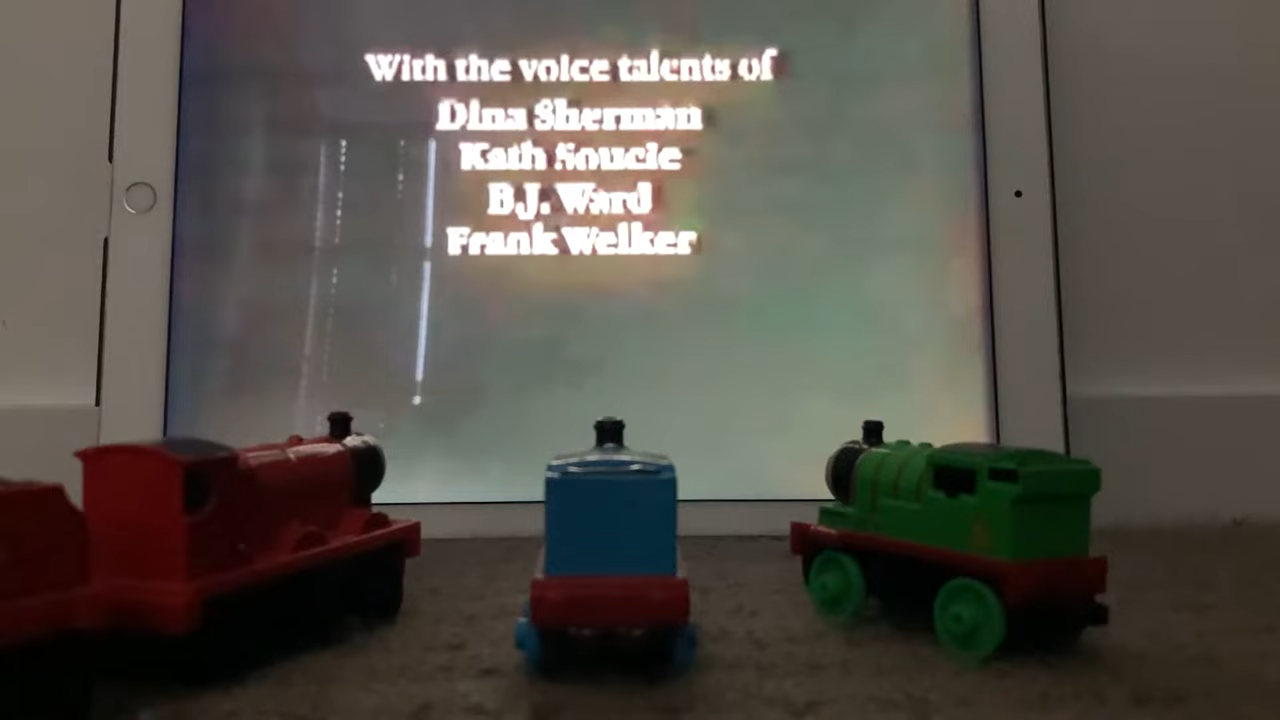 With the voice talents of
Dina Sherman
Kath Soucie
B.J. Ward
Frank Welker